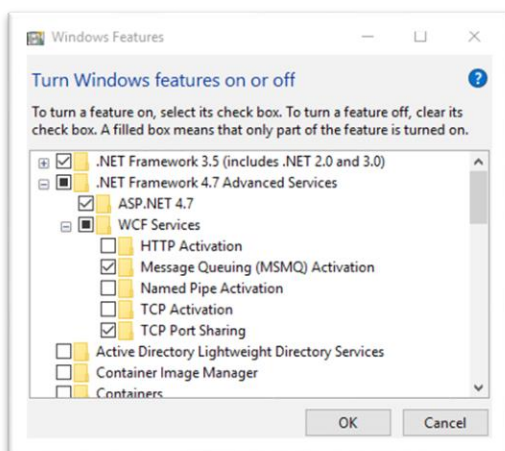 Windows Features
Turn Windows features on or off
?
To turn a feature on, select its check box. To turn a feature off, clear its
check box. A filled box means that only part of the feature is turned on.
.NET Framework 3.5 (includes .NET 2.0 and 3.0)
.NET Framework 4.7 Advanced Services
ASP.NET 4.7
WCF Services
HTTP Activation
Message Queuing (MSMQ) Activation
Named Pipe Activation
TCP Activation
TCP Port Sharing
Active Directory Lightweight Directory Services
Container Image Manager
Containers
OK Cancel